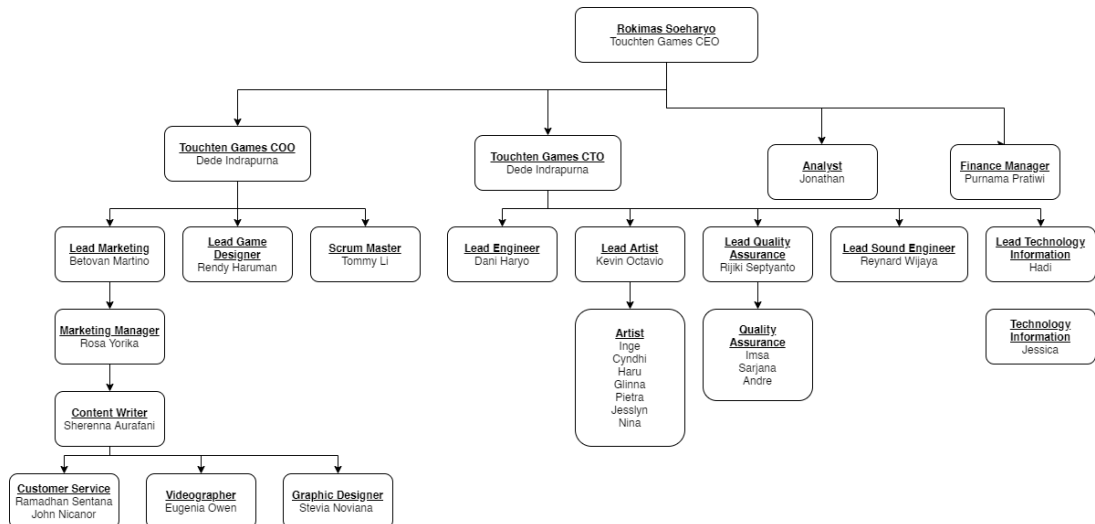 Rokimas Soeharyo
Touchten Games CEO
Touchten Games COO
Dede Indrapurna
Touchten Games CTO
Dede Indrapurna
Analyst
Jonathan
Finance Manager
Purnama Pratiwi
Lead Marketing
Betovan Martino
Lead Game
Designer
Rendy Haruman
Scrum Master
Tommy Li
Lead Engineer
Dani Haryo
Lead Artist
Kevin Octavio
Lead Quality
Assurance
Rijiki Septyanto
Lead Sound Engineer
Reynard Wijaya
Lead Technology
Information
Hadi
Marketing Manager
Rosa Yorika
Artist
Inge
Cyndhi
Haru
Glinna
Pietra
Jesslyn
Nina
Quality
Assurance
Imsa
Sarjana
Andre
Technology
Information
Jessica
Content Writer
Sherenna Aurafani
Customer Service
Ramadhan Sentana
John Nicanor
Videographer
Eugenia Owen
Graphic Designer
Stevia Noviana